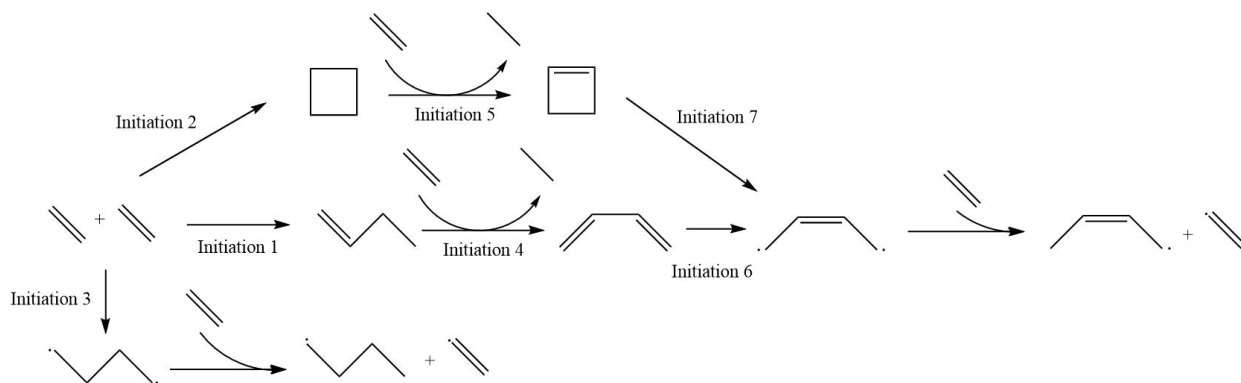 Initiation 5
Initiation 2
Initiation 7
+
Initiation 1
Initiation 4
+
Initiation 6
Initiation 3
+